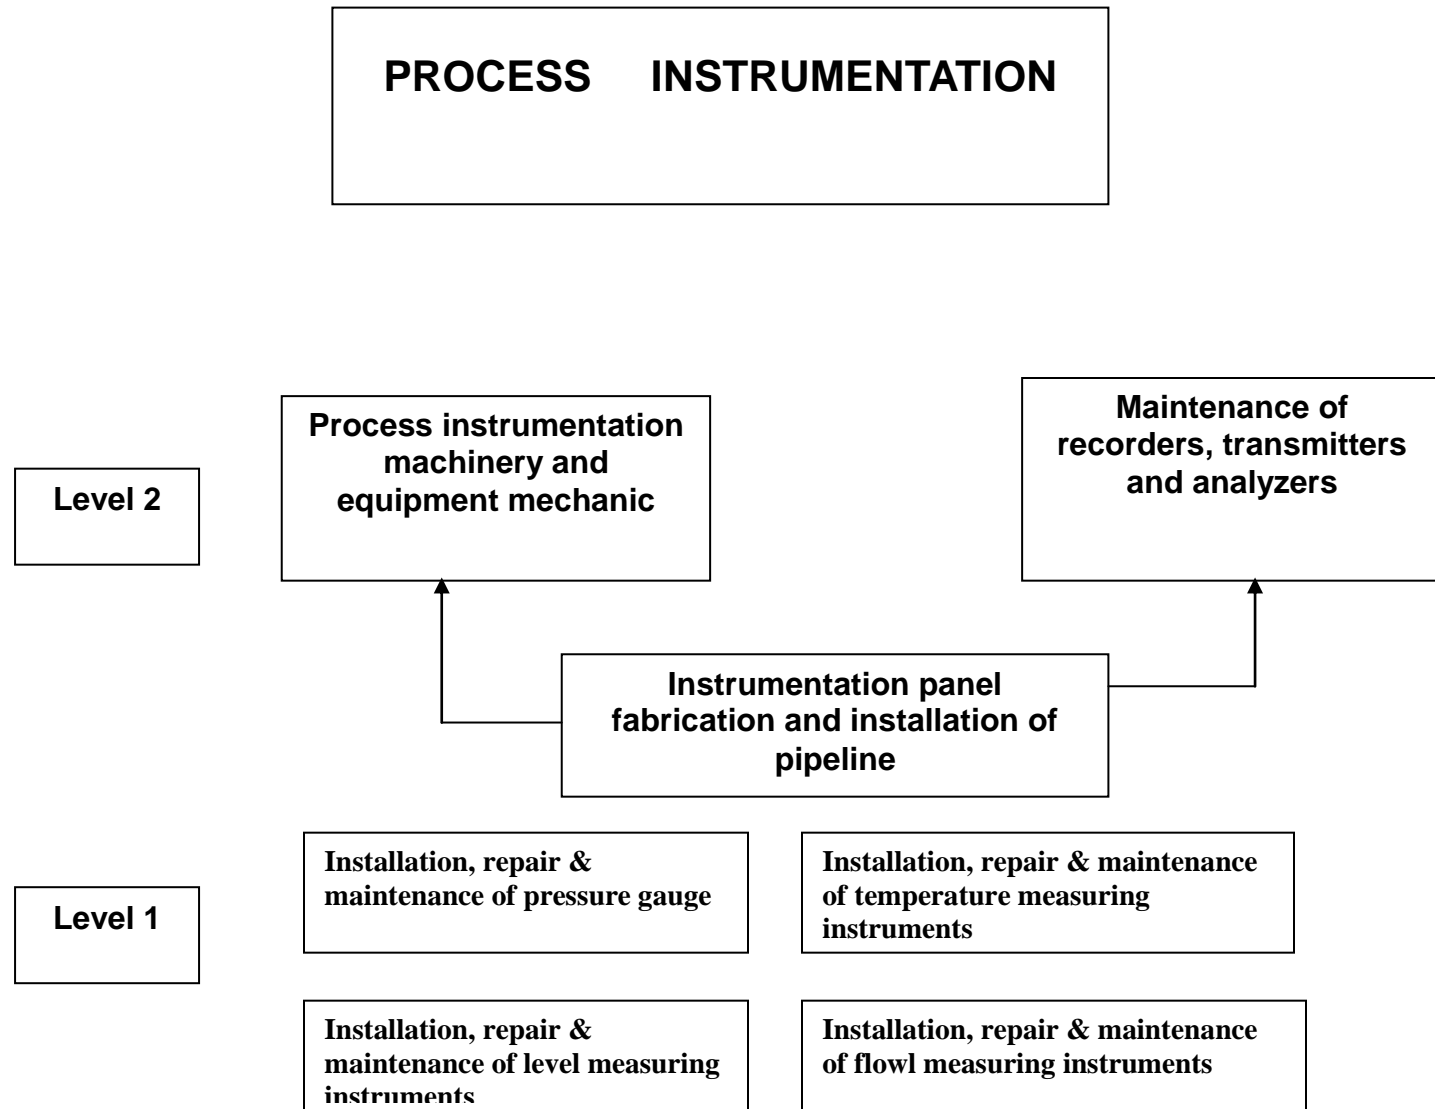 PROCESS INSTRUMENTATION
Process instrumentation
machinery and
equipment mechanic
Maintenance of
recorders, transmitters
and analyzers
Level 2
Instrumentation panel
fabrication and installation of
pipeline
Installation, repair &
maintenance of pressure gauge
Installation, repair & maintenance
of temperature measuring
instruments
Level 1
Installation, repair &
maintenance of level measuring
instruments
Installation, repair & maintenance
of flowl measuring instruments